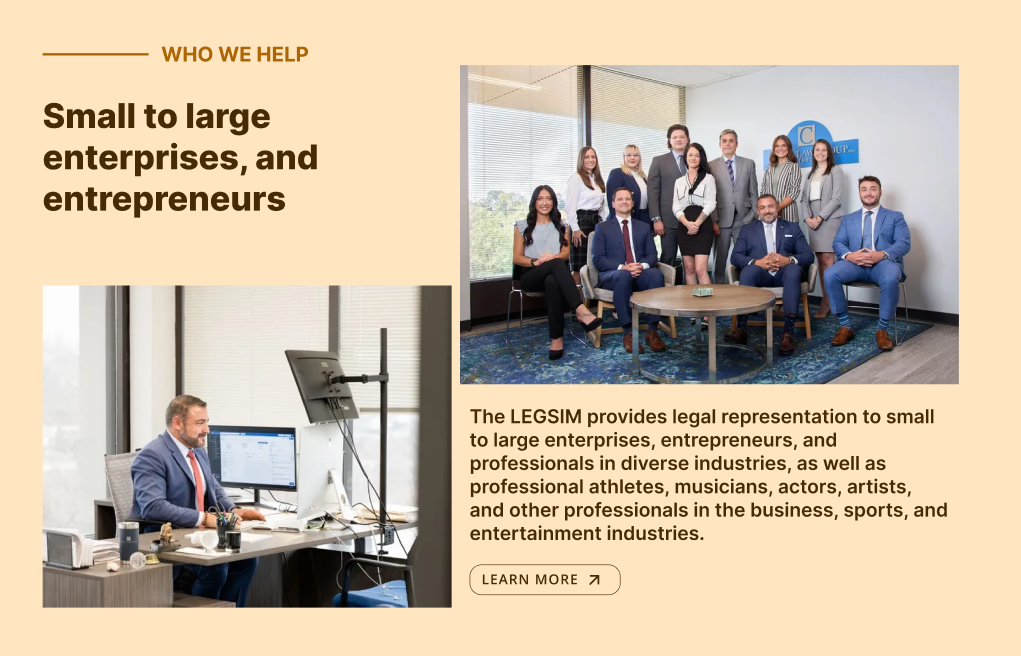 WHO WE HELP
Small to large
enterprises, and
entrepreneurs
C
The LEGSIM provides legal representation to small
to large enterprises, entrepreneurs, and
professionals in diverse industries, as well as
professional athletes, musicians, actors, artists,
and other professionals in the business, sports, and
entertainment industries.
LEARN MORE